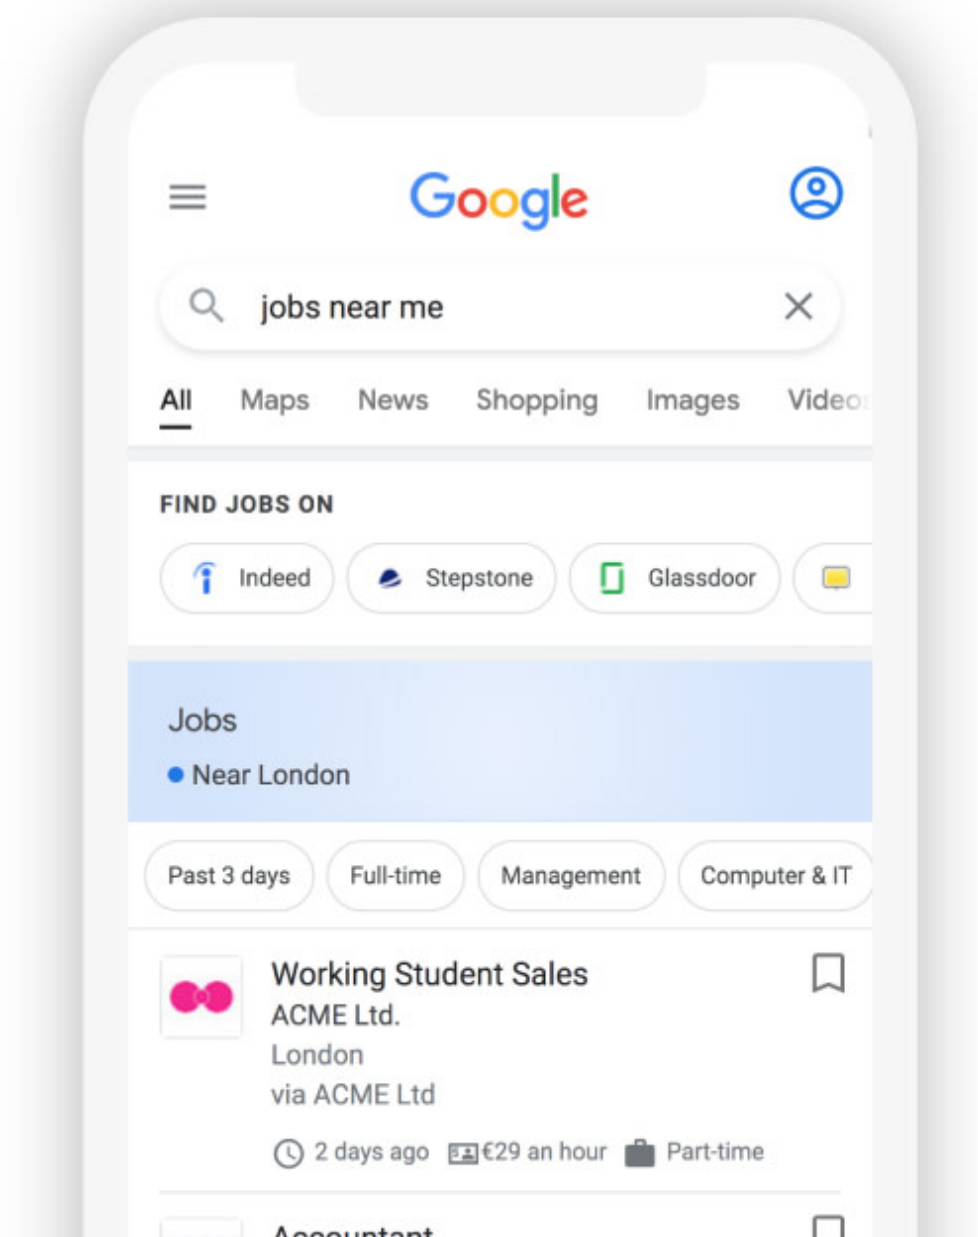 Google
jobs near me
All Maps News Shopping Images Videos
FIND JOBS ON
Indeed Stepstone Glassdoor
Jobs
Near London
Past 3 days Full-time Management Computer & IT
Working Student Sales
ACME Ltd.
London
via ACME Ltd
2 days ago €29 an hour Part-time
Accountant